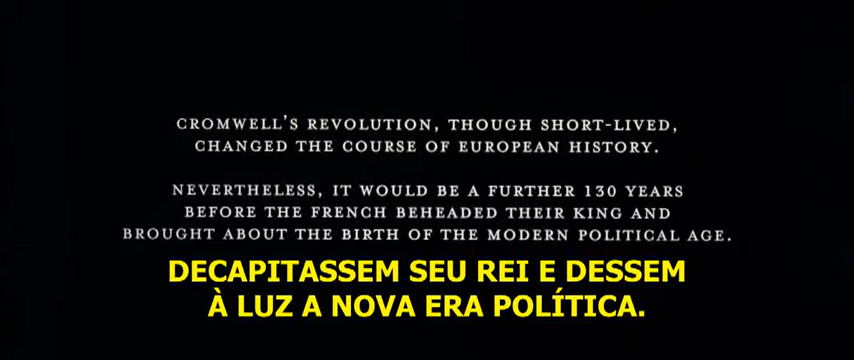 CROMWELL'S REVOLUTION, THOUGH SHORT-LIVED,
CHANGED THE COURSE OF EUROPEAN HISTORY.
NEVERTHELESS, IT WOULD BE A FURTHER 130 YEARS
BEFORE THE FRENCH BEHEADED THEIR KING AND
BROUGHT ABOUT THE BIRTH OF THE MODERN POLITICAL AGE.
DECAPITASSEM SEU REI E DESSEM
À LUZ A NOVA ERA POLÍTICA.